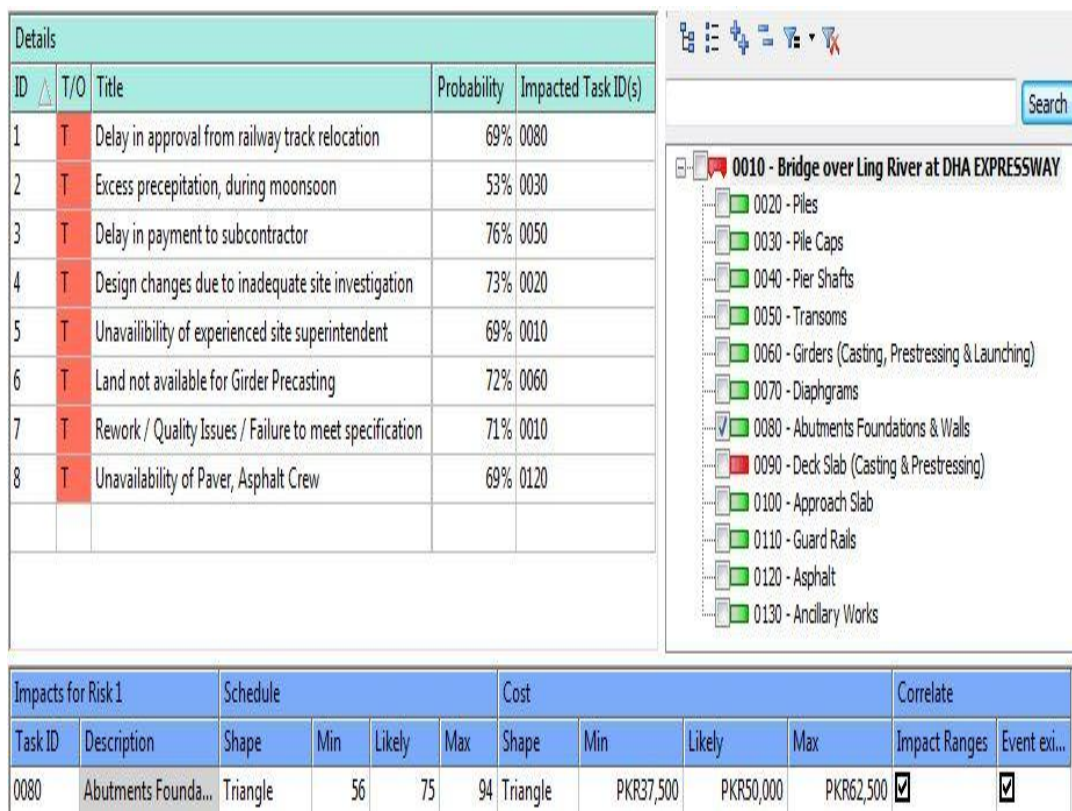 Details
ID T/O Title Probability Impacted Task ID(s)
1 T Delay in approval from railway track relocation 69% 0080
2 T Excess precepitation, during moonsoon 53% 0030
3 T Delay in payment to subcontractor 76% 0050
4 T Design changes due to inadequate site investigation 73% 0020
5 T Unavailibility of experienced site superintendent 69% 0010
6 T Land not available for Girder Precasting 72% 0060
7 T Rework / Quality Issues / Failure to meet specification 71% 0010
8 T Unavailability of Paver, Asphalt Crew 69% 0120
Search
0010 - Bridge over Ling River at DHA EXPRESSWAY
0020 - Piles
0030 - Pile Caps
0040 - Pier Shafts
0050 - Transoms
0060 - Girders (Casting, Prestressing & Launching)
0070 - Diaphgrams
0080 - Abutments Foundations & Walls
0090 - Deck Slab (Casting & Prestressing)
0100 - Approach Slab
0110 - Guard Rails
0120 - Asphalt
0130 - Ancillary Works
Impacts for Risk 1 Schedule Cost Correlate
Task ID Description Shape Min Likely Max Shape Min Likely Max Impact Ranges Event exi...
0080 Abutments Founda... Triangle 56 75 94 Triangle PKR37,500 PKR50,000 PKR62,500